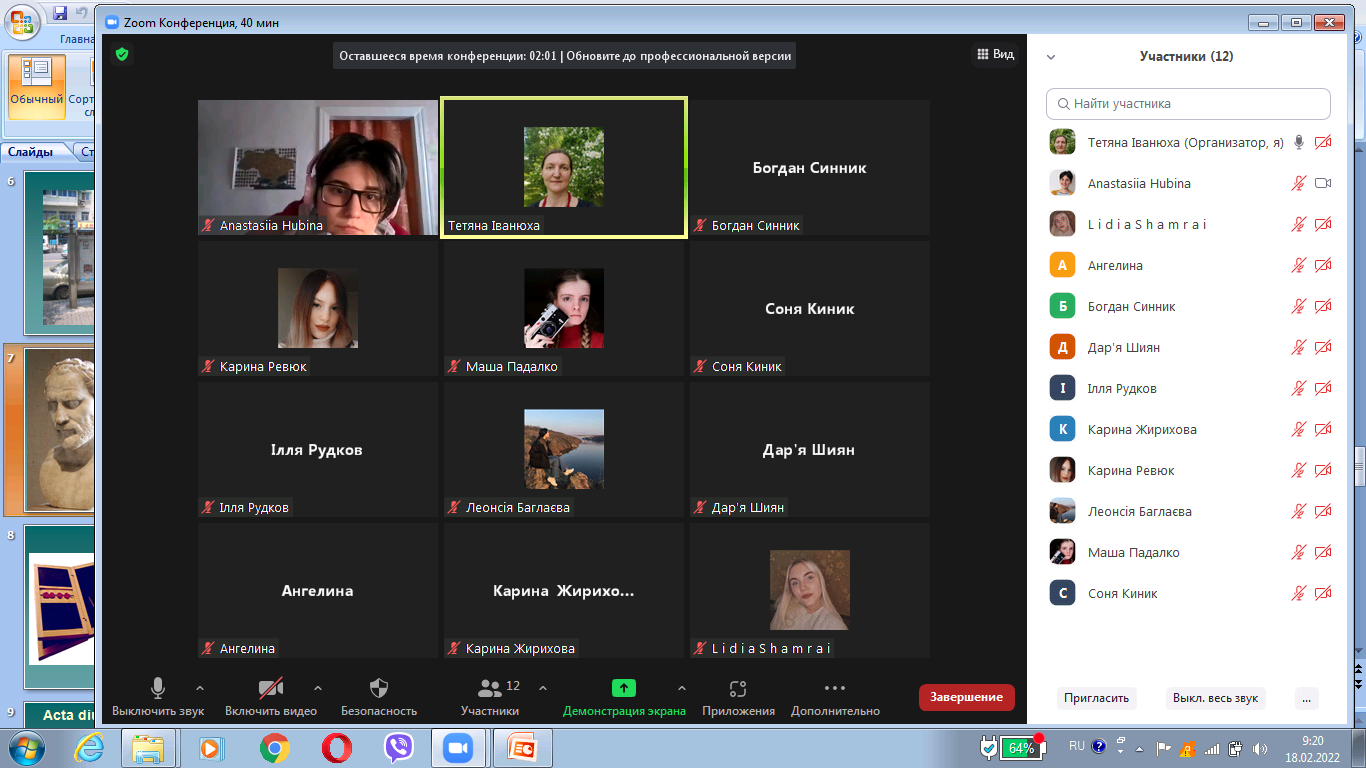 Zoom Конференция, 40 мин
Главна
Обычный
Сорт
сл
Слайды
Ст
6
7
8
9
Acta diu
Оставшееся время конференции: 02:01 | Обновите до профессиональной версии
Вид
Anastasiia Hubina
Тетяна Іванюха
Богдан Синник
Богдан Синник
Карина Ревюк
Маша Падалко
Соня Киник
Соня Киник
Ілля Рудков
Ілля Рудков
Леонсія Баглаєва
Дар'я Шиян
Дар'я Шиян
Ангелина
Ангелина
Карина Жирихо...
Карина Жирихова
L i d i a S h a m r a i
Выключить звук
Включить видео
Безопасность
12
Участники
Демонстрация экрана
Приложения
Дополнительно
Завершение
Участники (12)
Найти участника
Тетяна Іванюха (Организатор, я)
Anastasiia Hubina
L i d i a S h a m r a i
А Ангелина
Б Богдан Синник
Д Дар'я Шиян
І Ілля Рудков
К Карина Жирихова
Карина Ревюк
Леонсія Баглаєва
Маша Падалко
С Соня Киник
Пригласить
Выкл. весь звук
...
64%
RU
9:20
18.02.2022